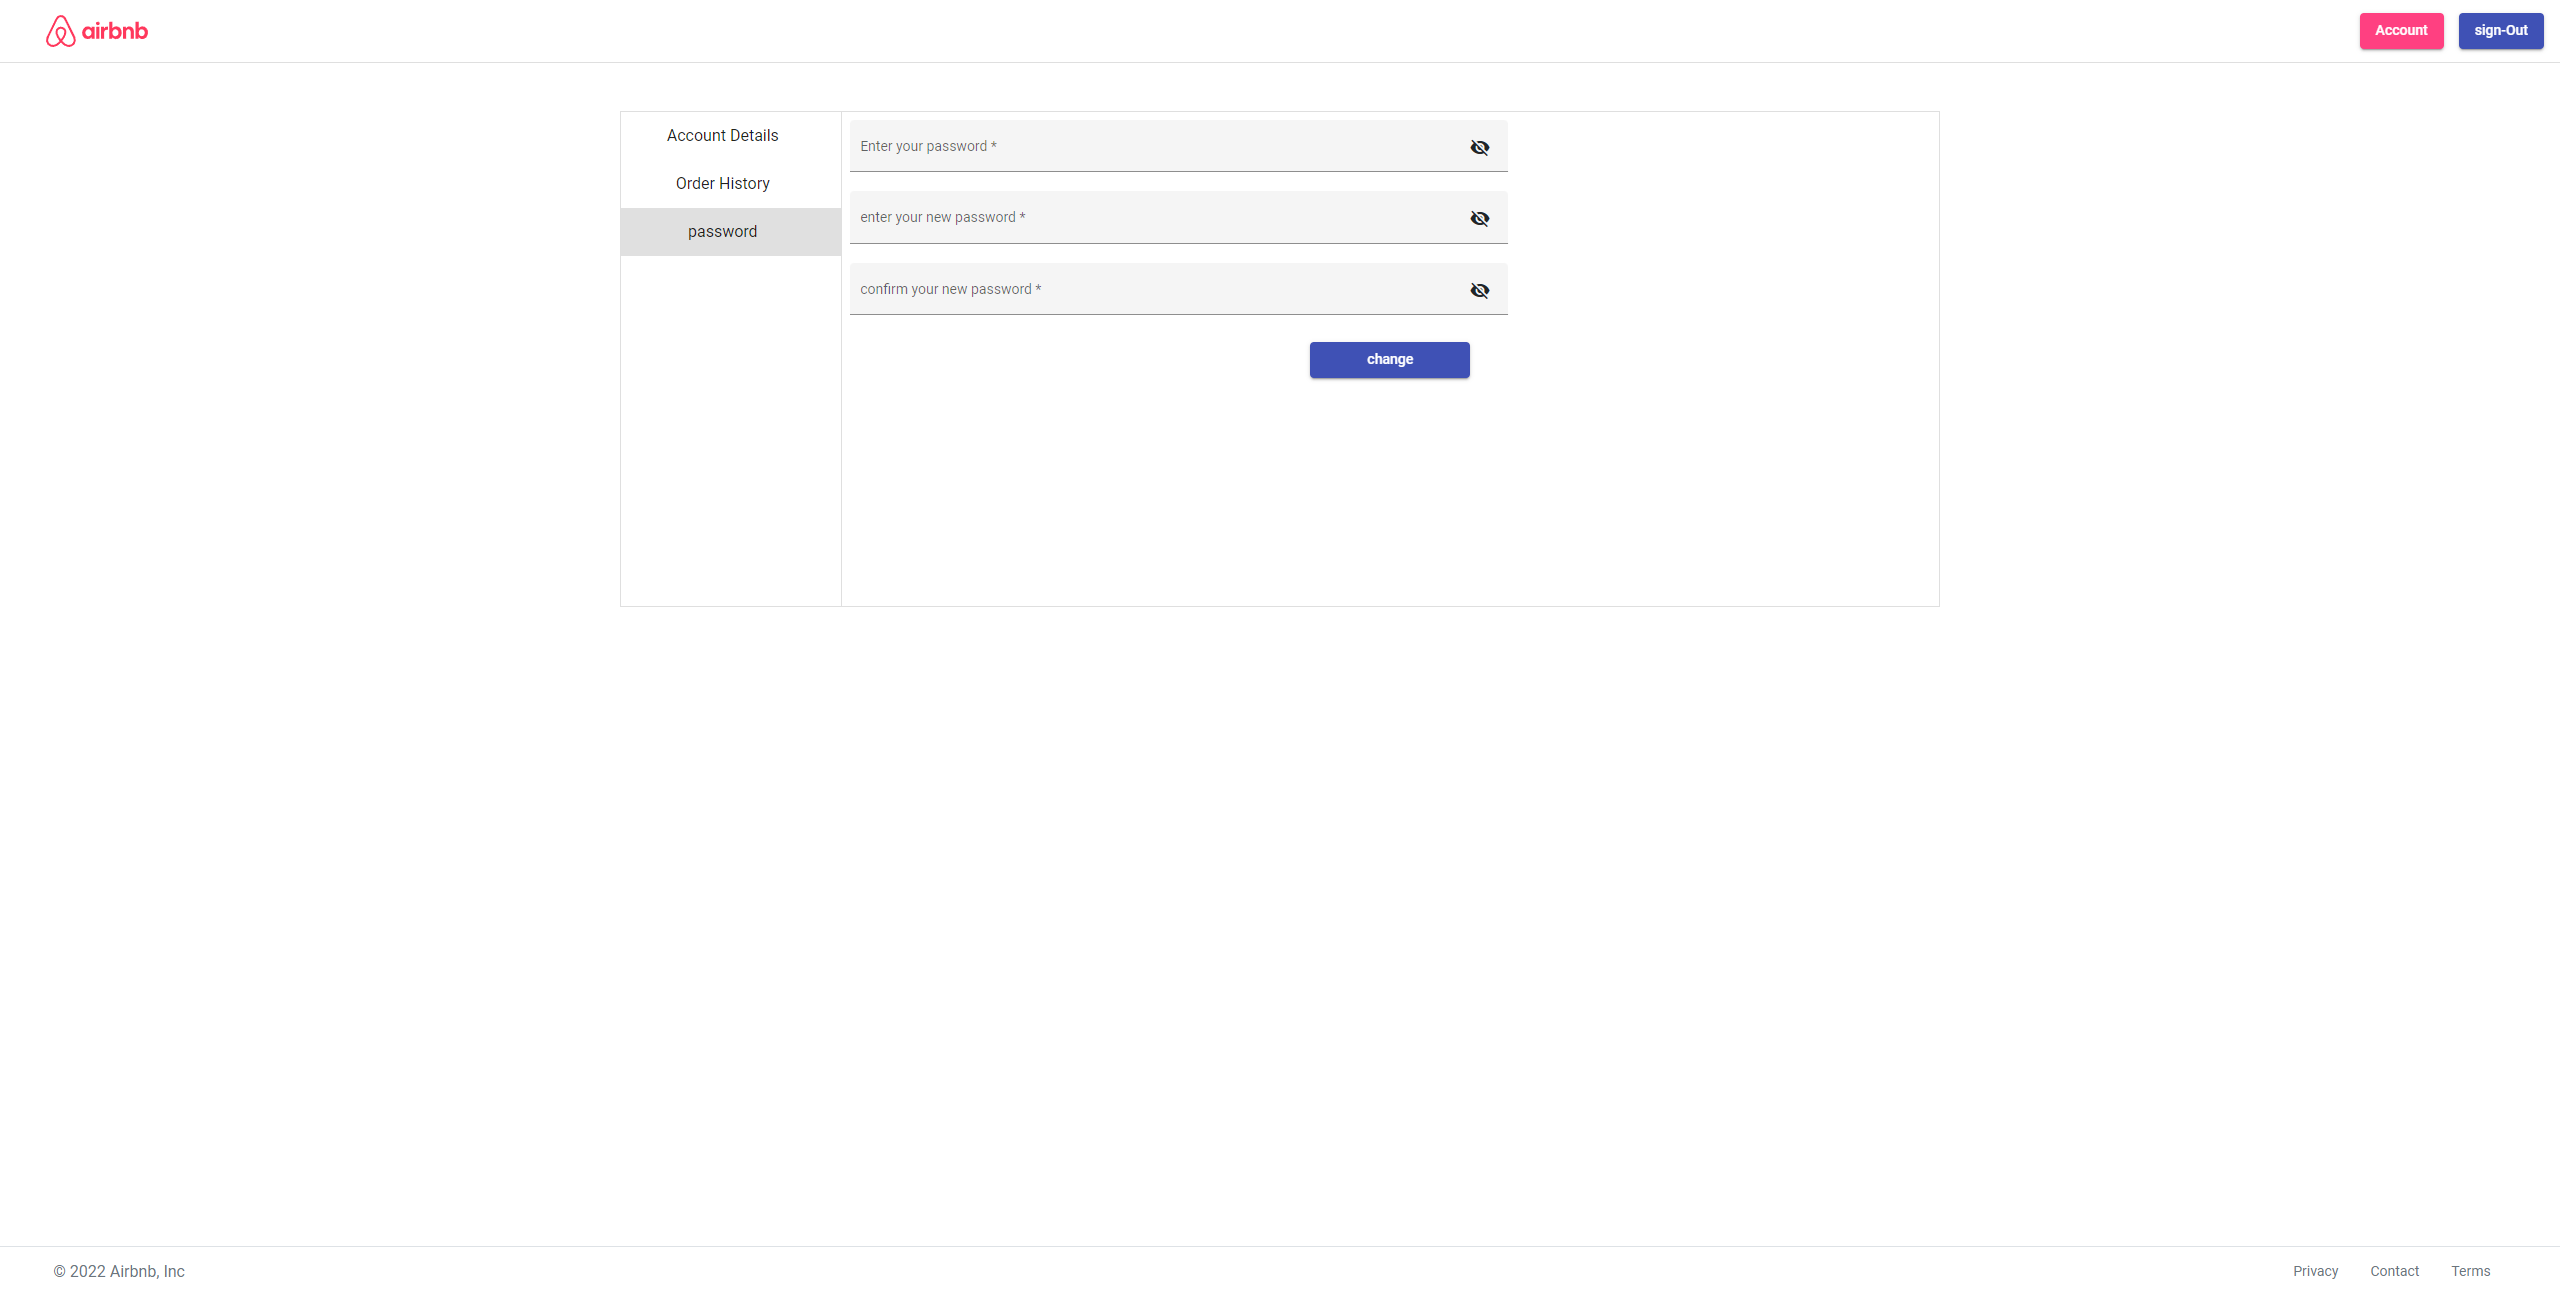 airbnb
Account
sign-Out
Account Details
Order History
password
Enter your password *
enter your new password *
confirm your new password *
change
© 2022 Airbnb, Inc
Privacy
Contact
Terms